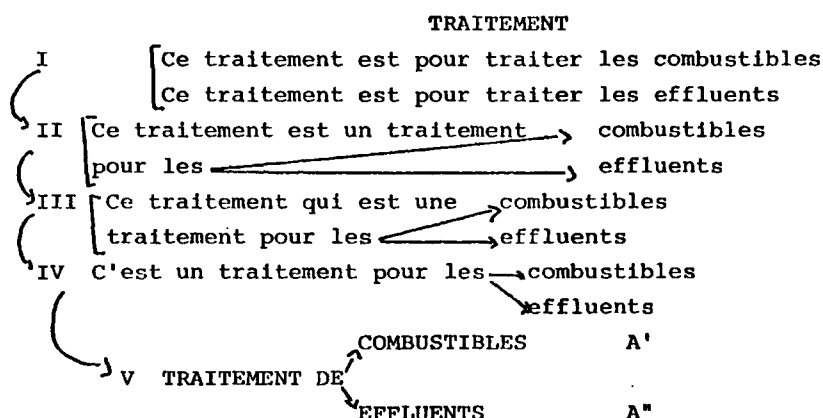 TRAITEMENT
I Ce traitement est pour traiter les combustibles
Ce traitement est pour traiter les effluents
II Ce traitement est un traitement combustibles
pour les effluents
III Ce traitement qui est une combustibles
traitement pour les effluents
IV C'est un traitement pour les combustibles
effluents
COMBUSTIBLES A'
V TRAITEMENT DE
EFFLUENTS A"